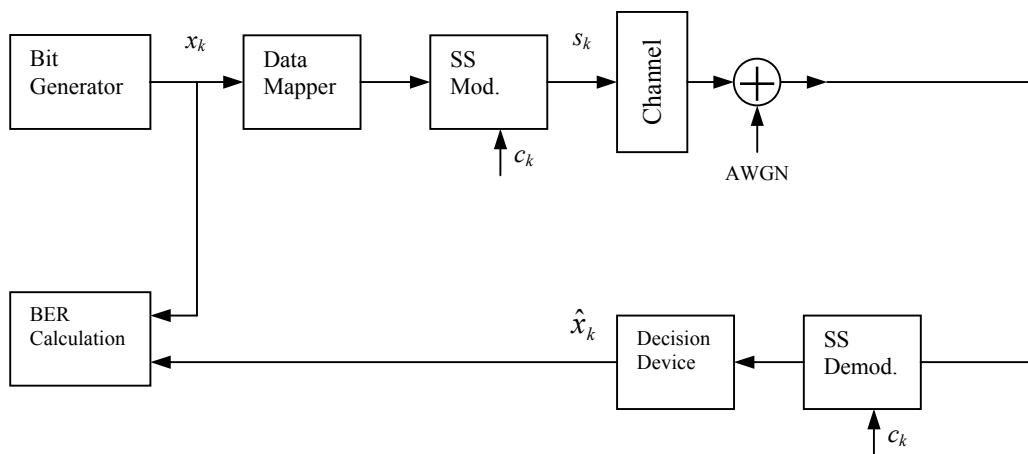 x_k
s_k
Bit
Generator
Data
Mapper
SS
Mod.
Channel
c_k
AWGN
BER
Calculation
x̂_k
Decision
Device
SS
Demod.
c_k